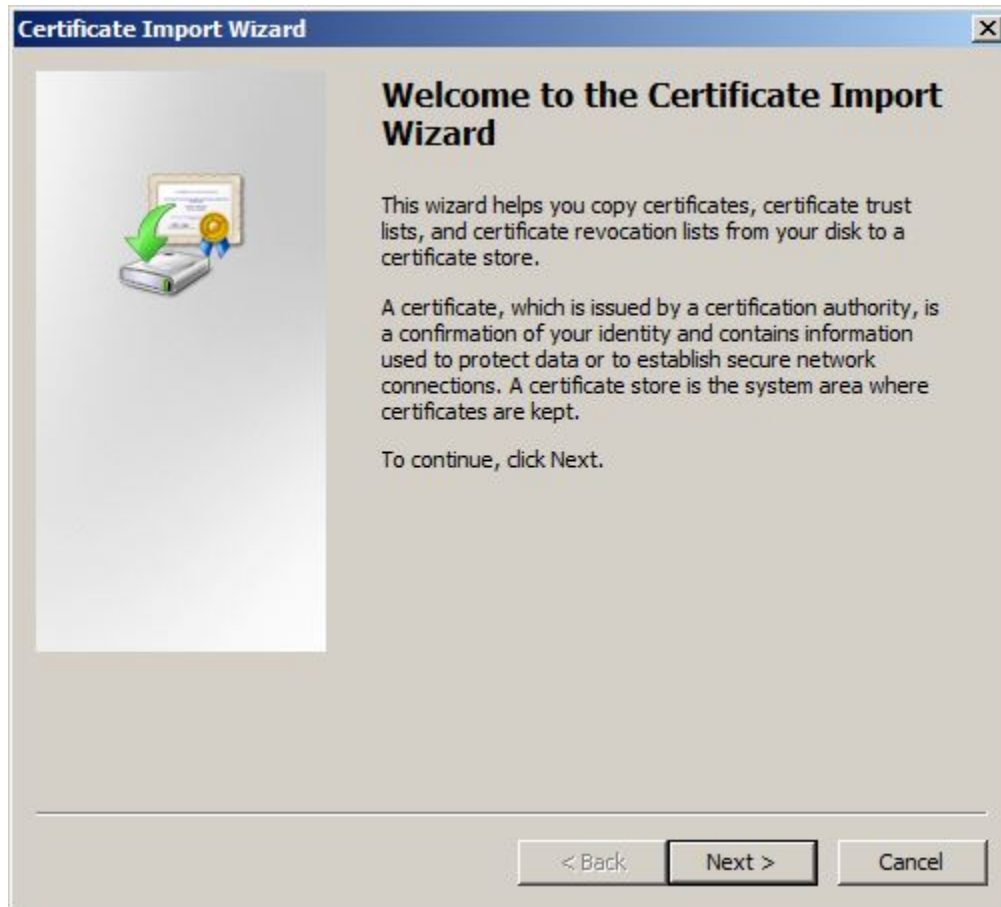 Certificate Import Wizard
Welcome to the Certificate Import
Wizard
This wizard helps you copy certificates, certificate trust
lists, and certificate revocation lists from your disk to a
certificate store.
A certificate, which is issued by a certification authority, is
a confirmation of your identity and contains information
used to protect data or to establish secure network
connections. A certificate store is the system area where
certificates are kept.
To continue, click Next.
< Back
Next >
Cancel